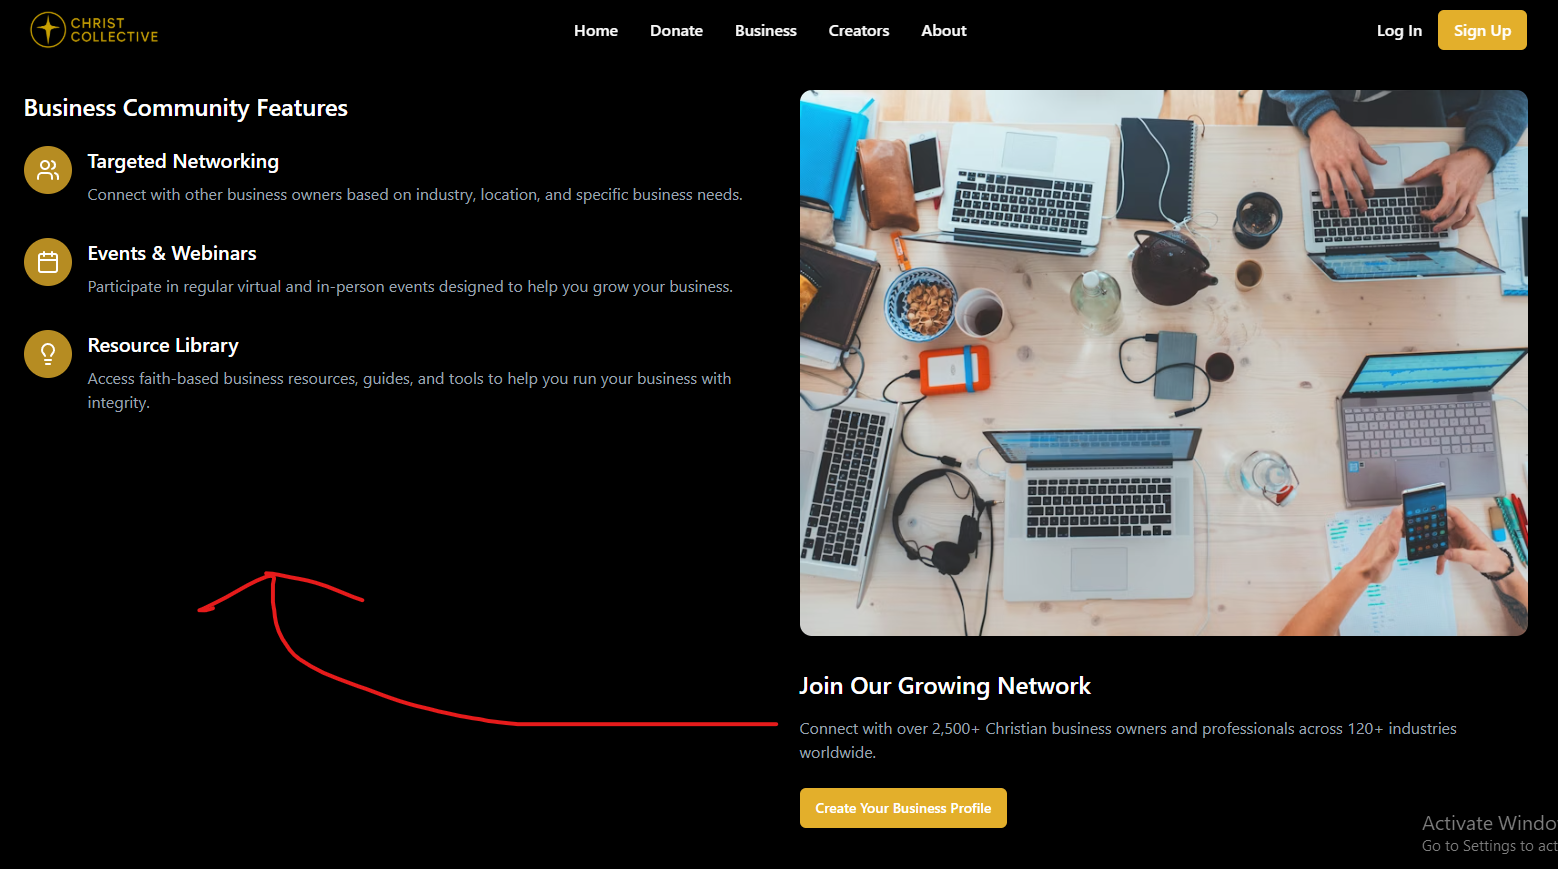 CHRIST
COLLECTIVE
Home Donate Business Creators About
Log In Sign Up
Business Community Features
Targeted Networking
Connect with other business owners based on industry, location, and specific business needs.
Events & Webinars
Participate in regular virtual and in-person events designed to help you grow your business.
Resource Library
Access faith-based business resources, guides, and tools to help you run your business with
integrity.
Join Our Growing Network
Connect with over 2,500+ Christian business owners and professionals across 120+ industries
worldwide.
Create Your Business Profile
Activate Windo
Go to Settings to act